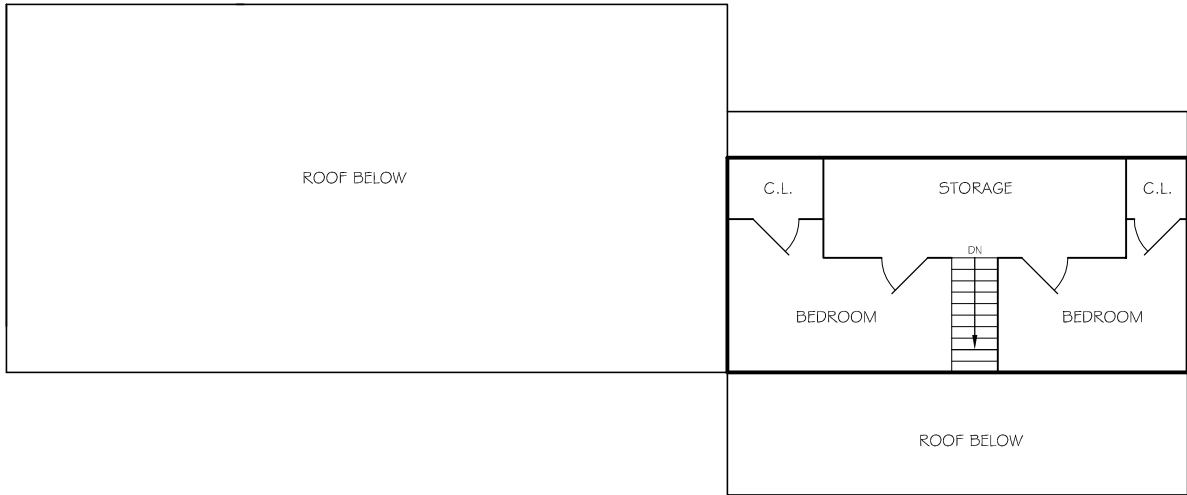 ROOF BELOW
C.L.
STORAGE
C.L.
DN
BEDROOM
BEDROOM
ROOF BELOW